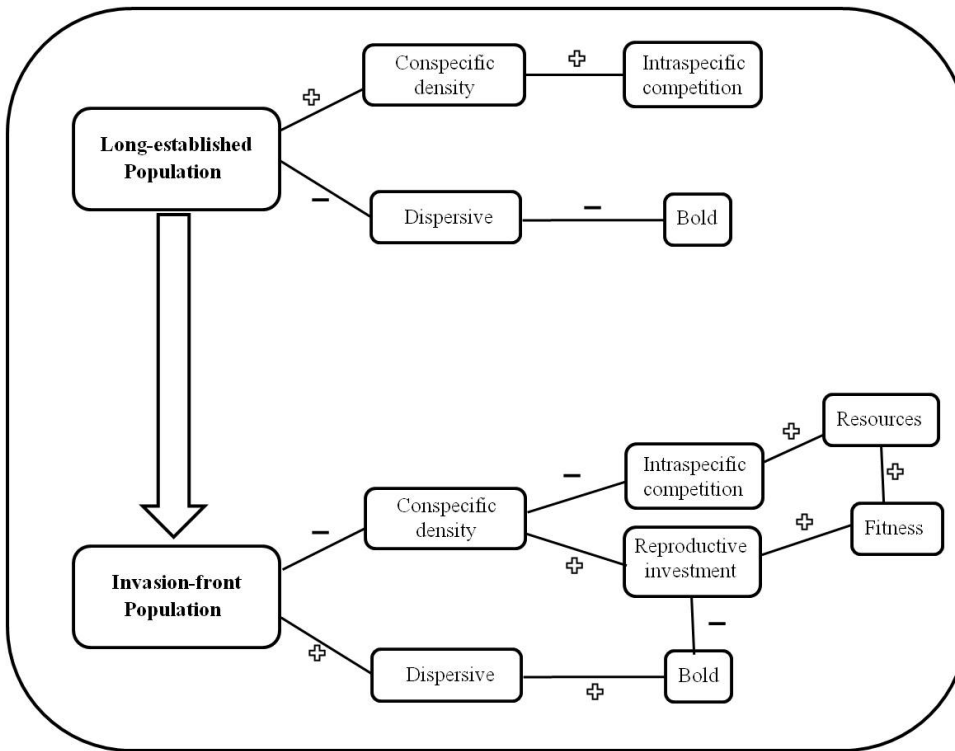 Conspecific
density
Intraspecific
competition
Long-established
Population
Dispersive
Bold
Resources
Intraspecific
competition
Conspecific
density
Fitness
Reproductive
investment
Invasion-front
Population
Dispersive
Bold